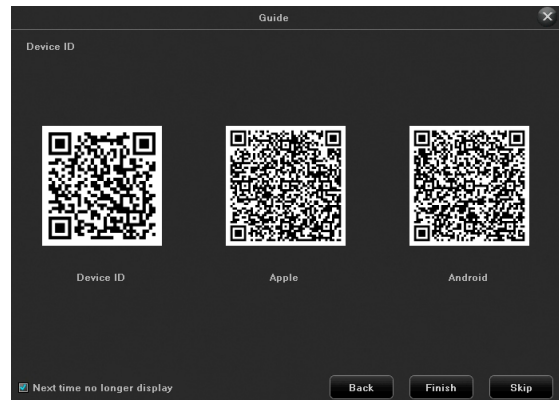 Guide
Device ID
Device ID Apple Android
Next time no longer display Back Finish Skip